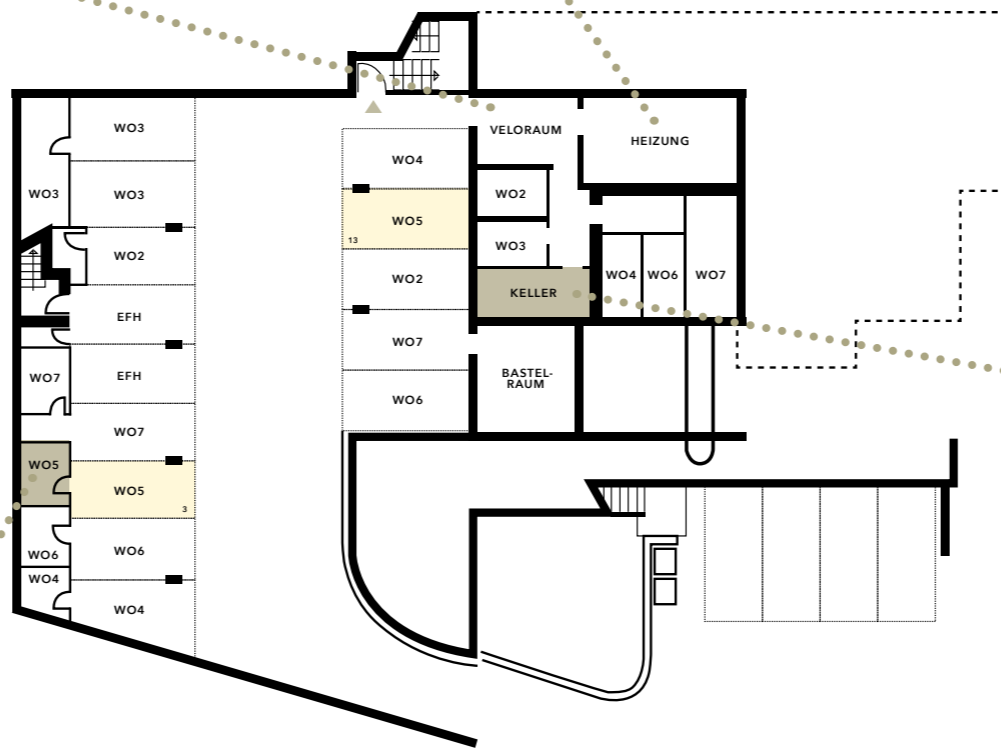 WO3
WO3
WO3
WO2
EFH
EFH
WO7
WO7
WO5
WO5
3
WO6
WO6
WO4
WO4
WO4
WO5
13
WO2
WO7
WO6
VELORAUM
HEIZUNG
WO2
WO3
KELLER
WO4
WO6
WO7
BASTEL-
RAUM